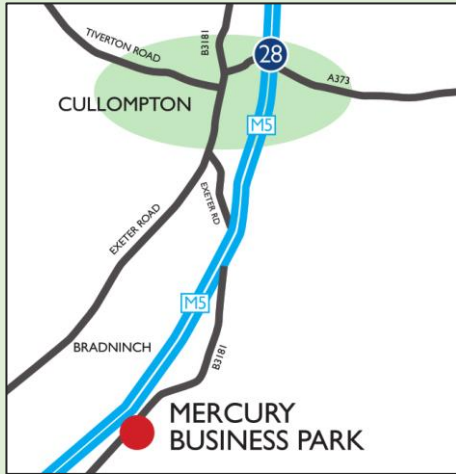 TIVERTON ROAD
B3181
28
A373
CULLOMPTON
M5
EXETER ROAD
EXETER RD
M5
BRADNINCH
B3181
MERCURY
BUSINESS PARK